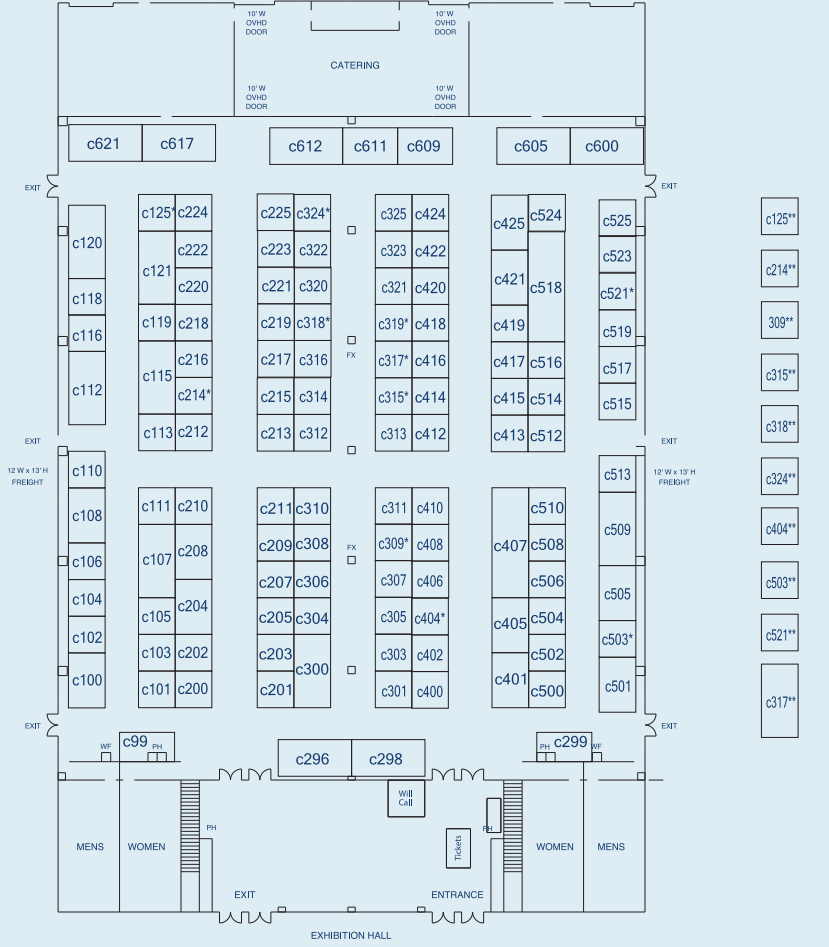 10' W
OVHD
DOOR
10' W
OVHD
DOOR
CATERING
10' W
OVHD
DOOR
10' W
OVHD
DOOR
c621 c617 c612 c611 c609 c605 c600
EXIT
EXIT
c120
c118
c116
c112
c125* c224
c121
c222
c220
c119 c218
c115
c216
c214*
c113 c212
c225 c324*
c223 c322
c221 c320
c219 c318*
c217 c316
c215 c314
c213 c312
FX
c325 c424
c323 c422
c321 c420
c319* c418
c317* c416
c315* c414
c313 c412
c425 c524
c421 c518
c419
c417 c516
c415 c514
c413 c512
c525
c523
c521*
c519
c517
c515
EXIT
12 W x 13' H
FREIGHT
EXIT
12' W x 13' H
FREIGHT
c110
c108
c106
c104
c102
c100
c111 c210
c107 c208
c204
c105
c103 c202
c101 c200
c211 c310
c209 c308
c207 c306
c205 c304
c203 c300
c201
FX
c311 c410
c309* c408
c307 c406
c305 c404*
c303 c402
c301 c400
c407
c405
c401
c510
c508
c506
c504
c502
c500
c513
c509
c505
c503*
c501
c125**
c214**
309**
c315**
c318**
c324**
c404**
c503**
c521**
c317**
EXIT
EXIT
c99
WF
PH
c296 c298
c299
PH
WF
Will
Call
Tickets
PH
PH
MENS WOMEN
WOMEN MENS
EXIT
ENTRANCE
EXHIBITION HALL